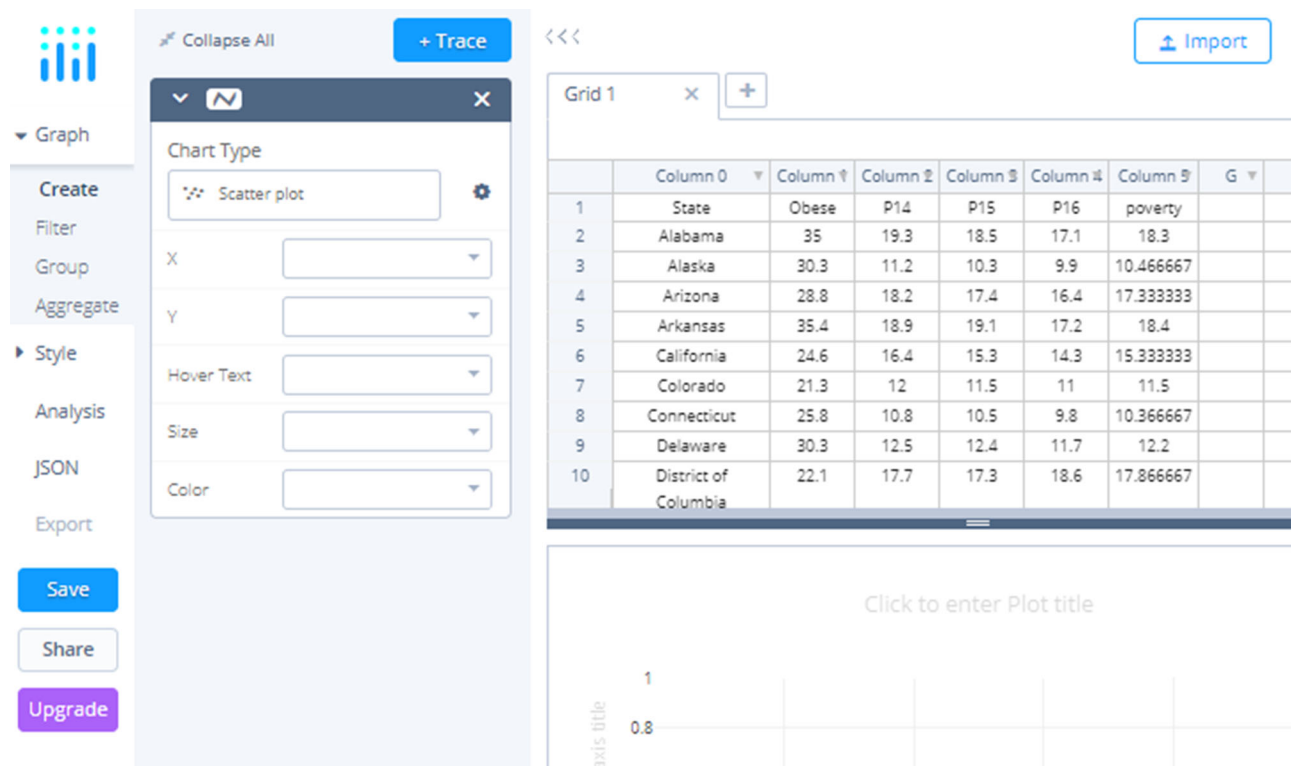 Collapse All
+ Trace
Import
Grid 1
Graph
Create
Filter
Group
Aggregate
Style
Analysis
JSON
Export
Save
Share
Upgrade
Chart Type
Scatter plot
X
Y
Hover Text
Size
Color
Column 0 Column 1 Column 2 Column 3 Column 4 Column 5 G
1 State Obese P14 P15 P16 poverty
2 Alabama 35 19.3 18.5 17.1 18.3
3 Alaska 30.3 11.2 10.3 9.9 10.466667
4 Arizona 28.8 18.2 17.4 16.4 17.333333
5 Arkansas 35.4 18.9 19.1 17.2 18.4
6 California 24.6 16.4 15.3 14.3 15.333333
7 Colorado 21.3 12 11.5 11 11.5
8 Connecticut 25.8 10.8 10.5 9.8 10.366667
9 Delaware 30.3 12.5 12.4 11.7 12.2
10 District of 22.1 17.7 17.3 18.6 17.866667
Columbia
Click to enter Plot title
1
0.8
axis title